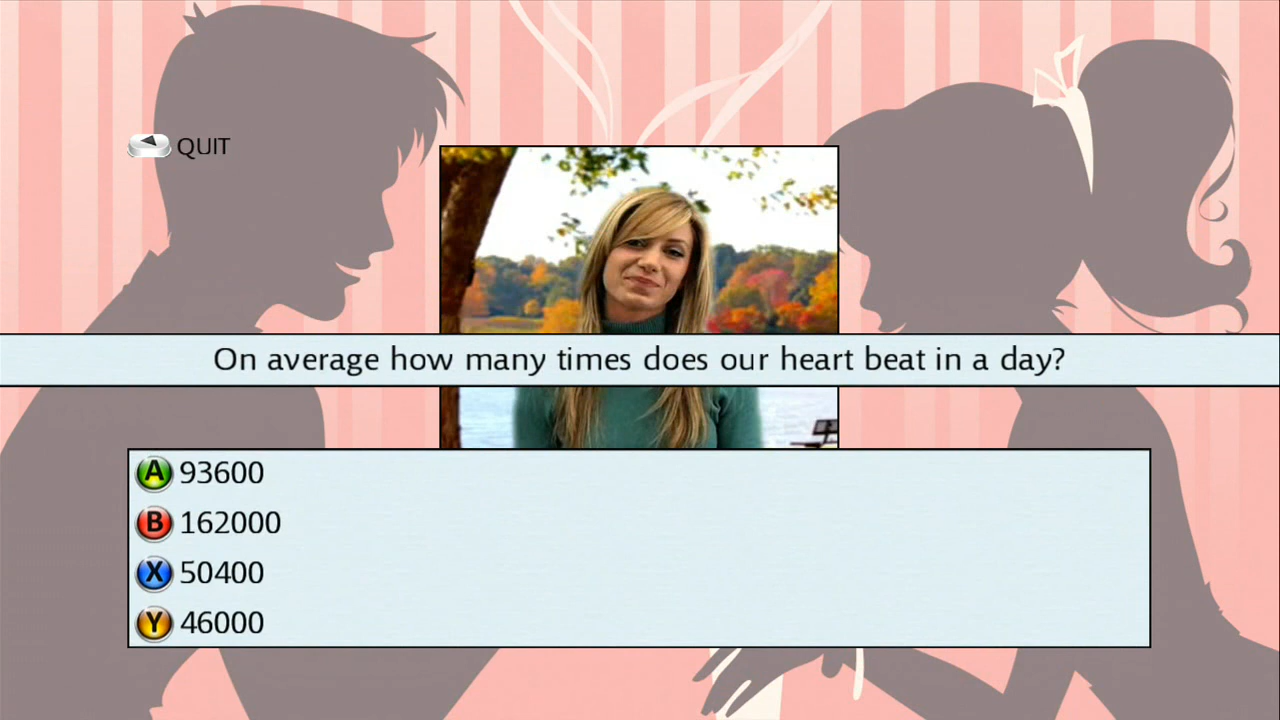 QUIT
On average how many times does our heart beat in a day?
A 93600
B 162000
X 50400
Y 46000